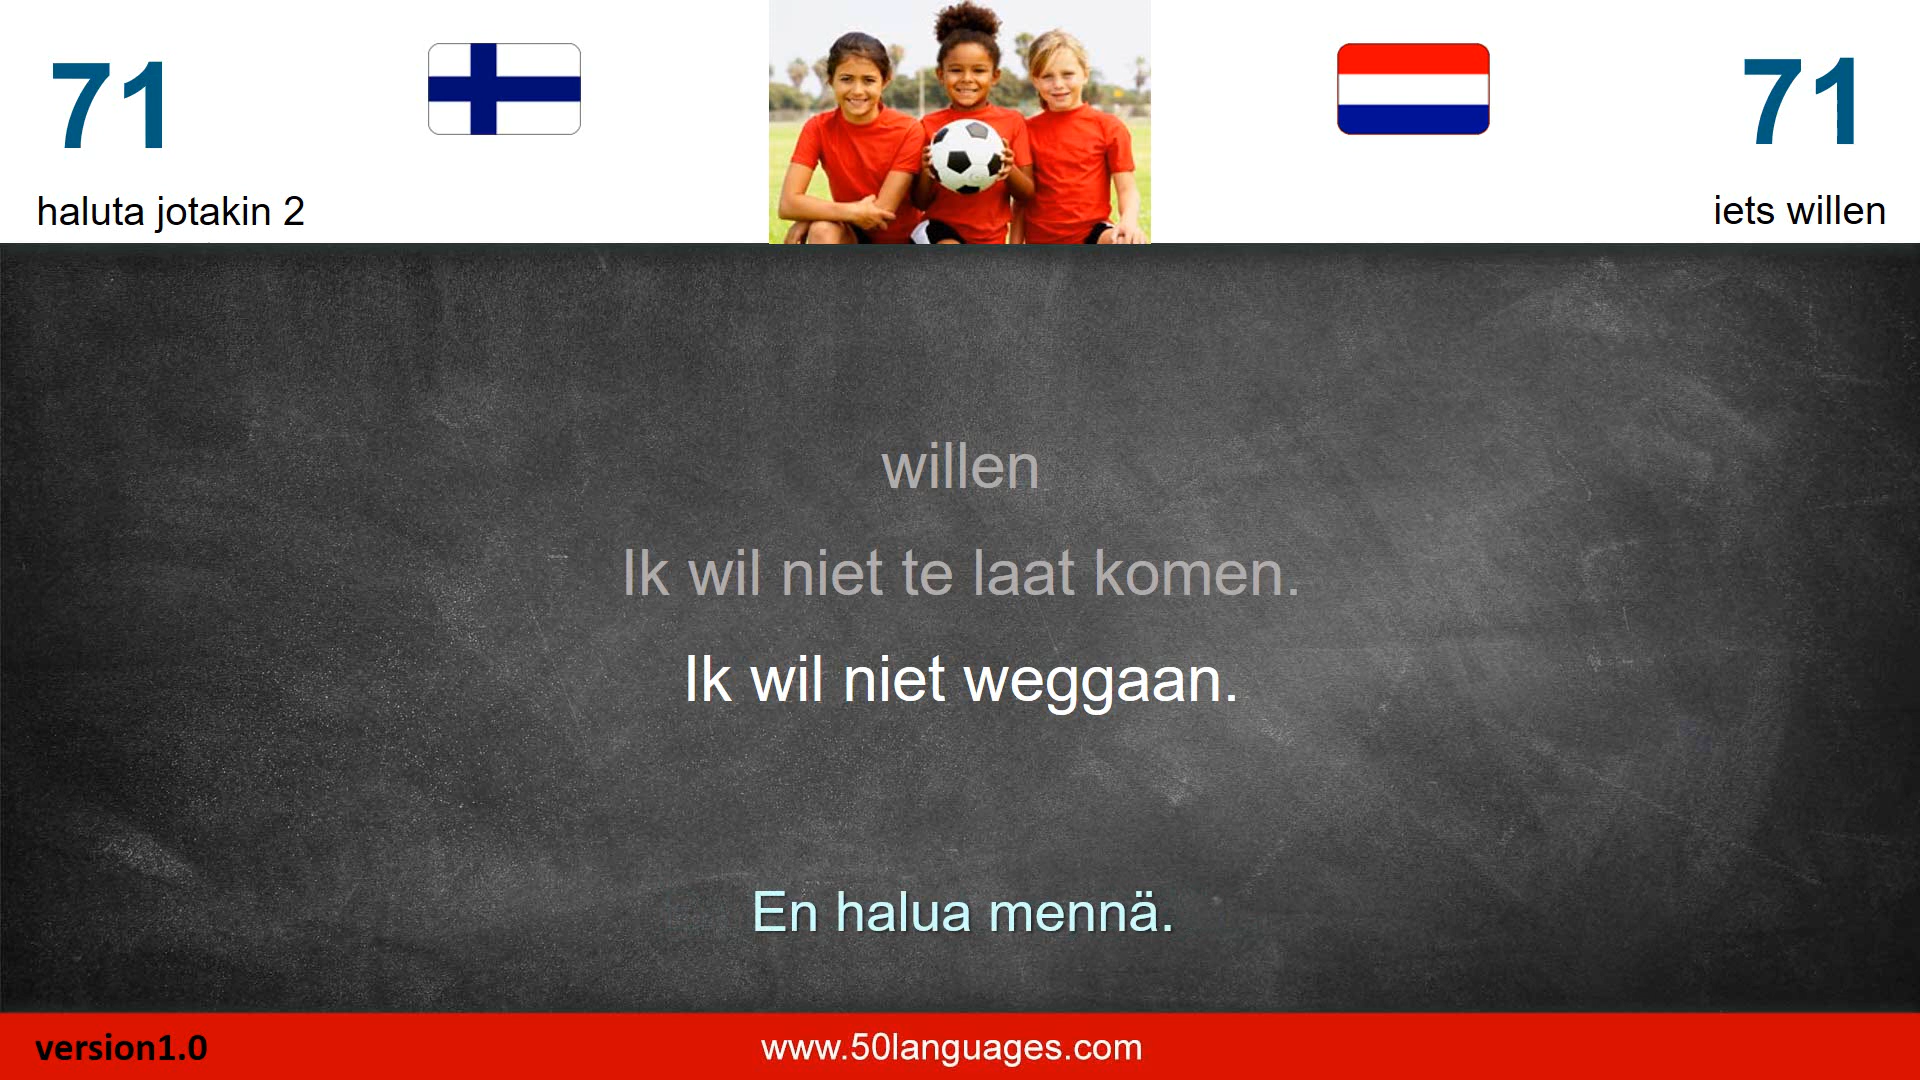 71
71
haluta jotakin 2
iets willen
willen
Ik wil niet te laat komen.
Ik wil niet weggaan.
En halua mennä.
version1.0
www.50languages.com